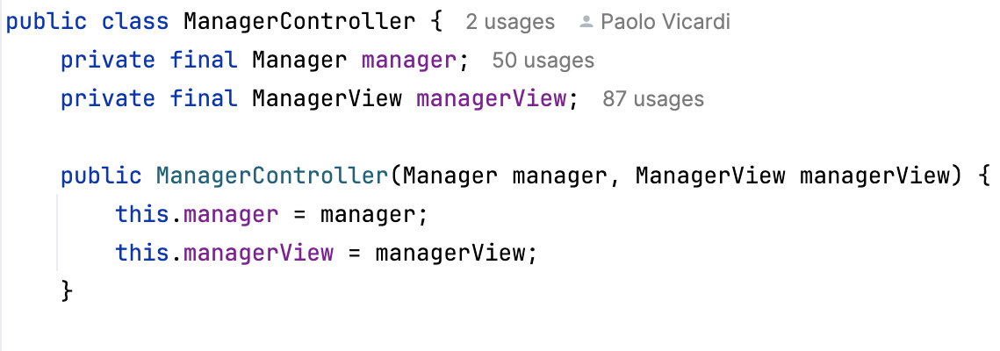 public class ManagerController { 2 usages Paolo Vicardi
    private final Manager manager; 50 usages
    private final ManagerView managerView; 87 usages
    public ManagerController(Manager manager, ManagerView managerView) {
        this.manager = manager;
        this.managerView = managerView;
    }